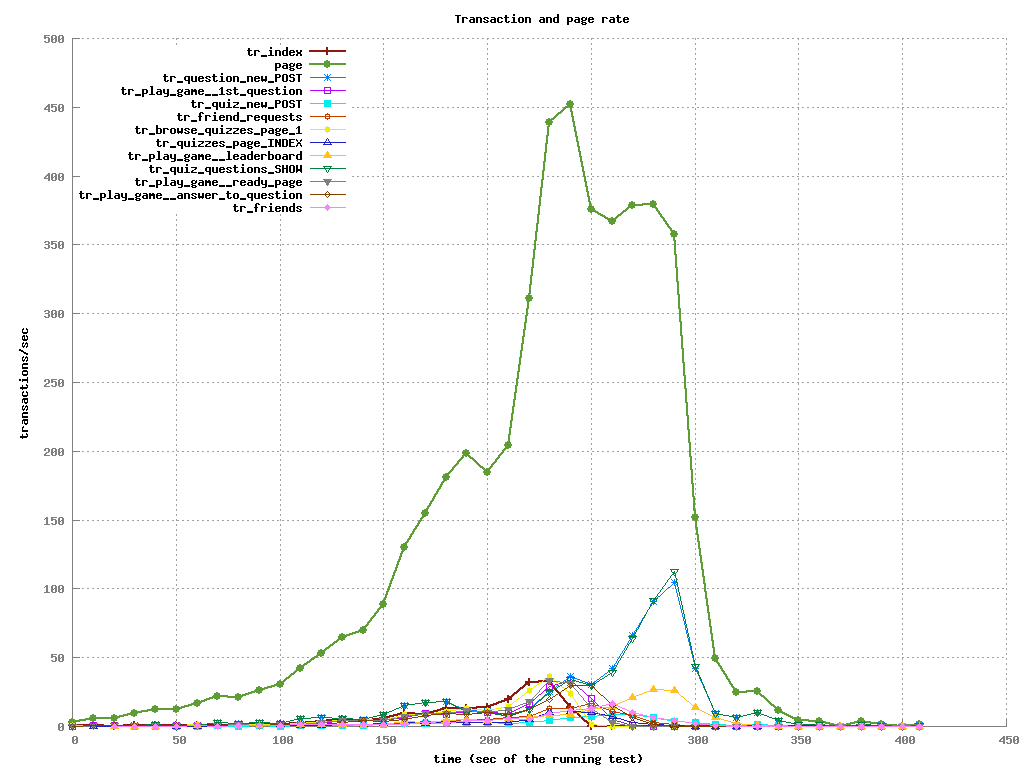 Transaction and page rate
500
450
400
350
300
250
200
150
100
50
0
transactions/sec
tr_index
page
tr_question_new_POST
tr_play_game__1st_question
tr_quiz_new_POST
tr_friend_requests
tr_browse_quizzes_page_1
tr_quizzes_page_INDEX
tr_play_game__leaderboard
tr_quiz_questions_SHOW
tr_play_game__ready_page
tr_play_game__answer_to_question
tr_friends
0 50 100 150 200 250 300 350 400 450
time (sec of the running test)